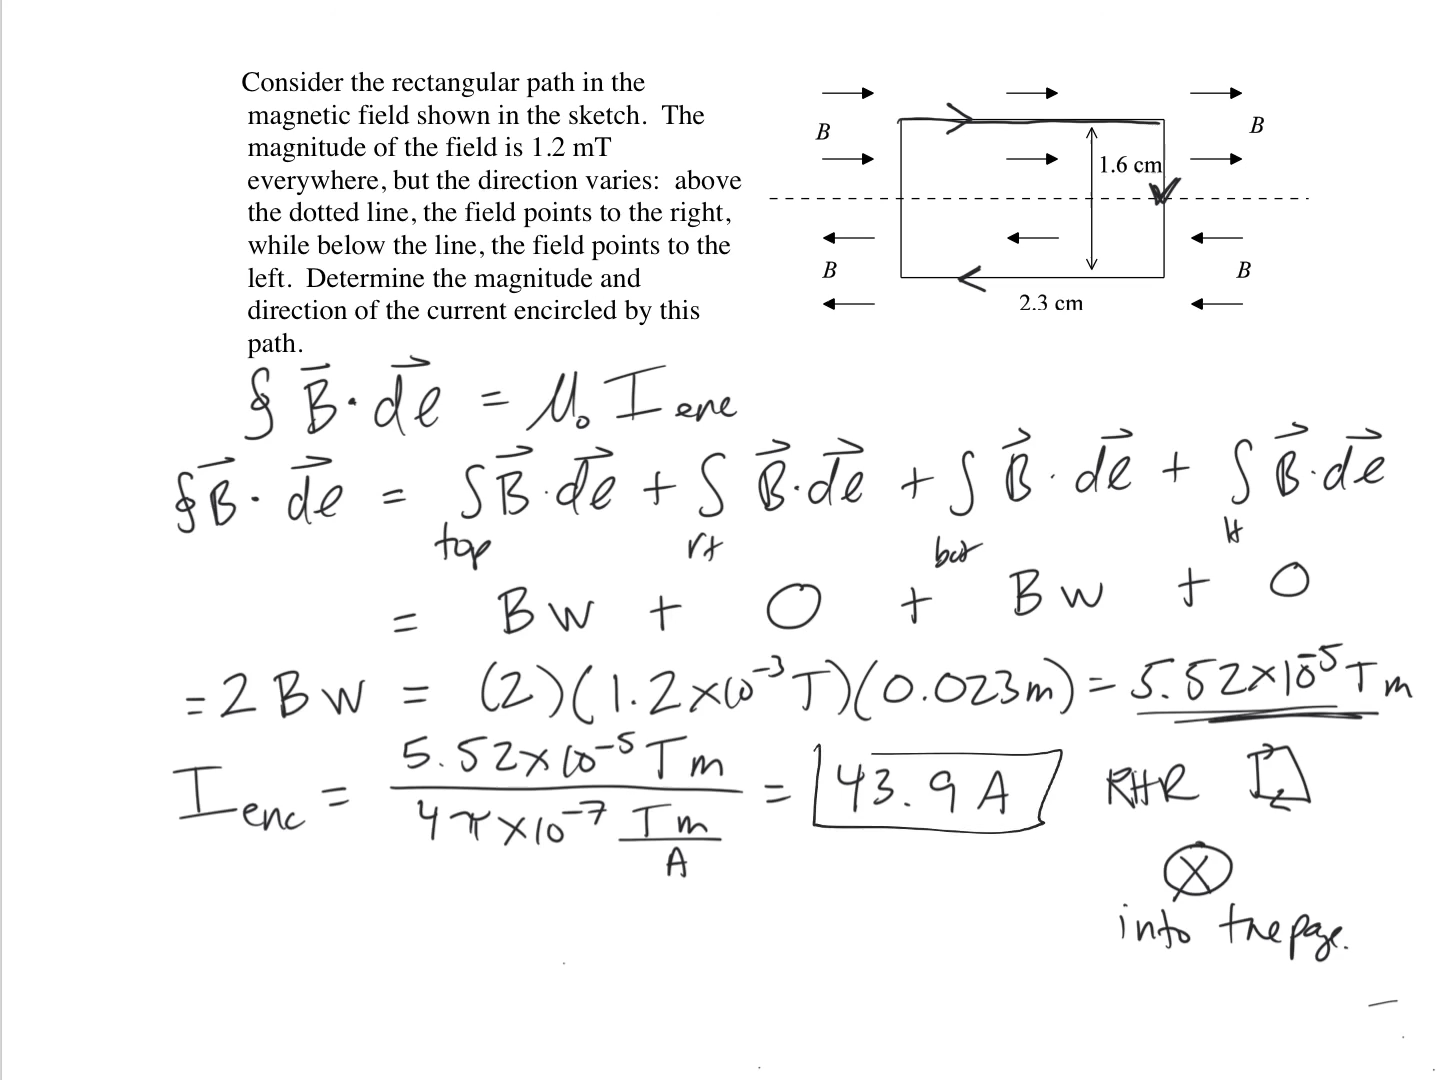 Consider the rectangular path in the
magnetic field shown in the sketch. The
magnitude of the field is 1.2 mT
everywhere, but the direction varies: above
the dotted line, the field points to the right,
while below the line, the field points to the
left. Determine the magnitude and
direction of the current encircled by this
path.
B
B
1.6 cm
B
B
2.3 cm
∮ B⃗ · dℓ⃗ = μ₀ I enc
∮ B⃗ · dℓ⃗ = ∫ B⃗ · dℓ⃗ + ∫ B⃗ · dℓ⃗ + ∫ B⃗ · dℓ⃗ + ∫ B⃗ · dℓ⃗
top rt bot lt
= Bw + 0 + Bw + 0
= 2Bw = (2)(1.2×10⁻³ T)(0.023m) = 5.52×10⁻⁵ Tm
I enc = 5.52×10⁻⁵ Tm / 4π×10⁻⁷ Tm/A = 43.9 A RHR
into the page.